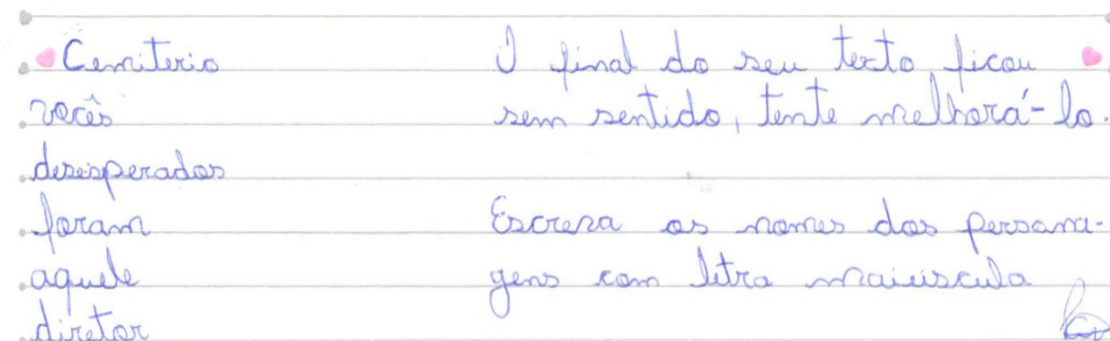 Cemiterio
vocês
desesperados
foram
aquele
diretor
O final do seu texto ficou
sem sentido, tente melhorá-lo.
Escreva os nomes dos persona-
gens com letra maiúscula